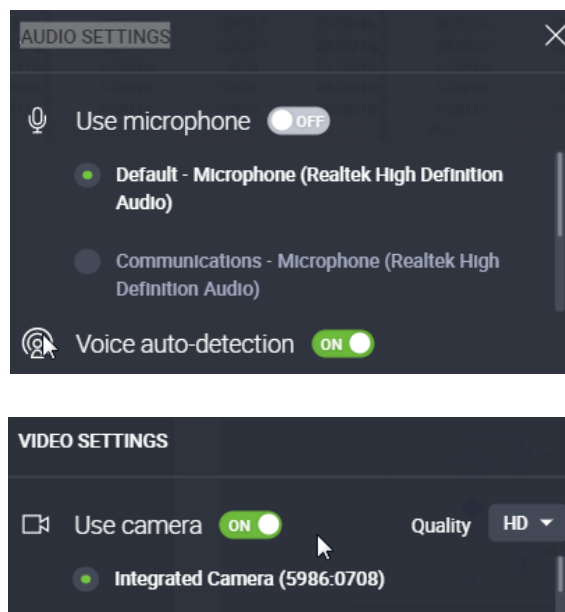 AUDIO SETTINGS
Use microphone OFF
Default - Microphone (Realtek High Definition
Audio)
Communications - Microphone (Realtek High
Definition Audio)
Voice auto-detection ON
VIDEO SETTINGS
Use camera ON Quality HD
Integrated Camera (5986:0708)